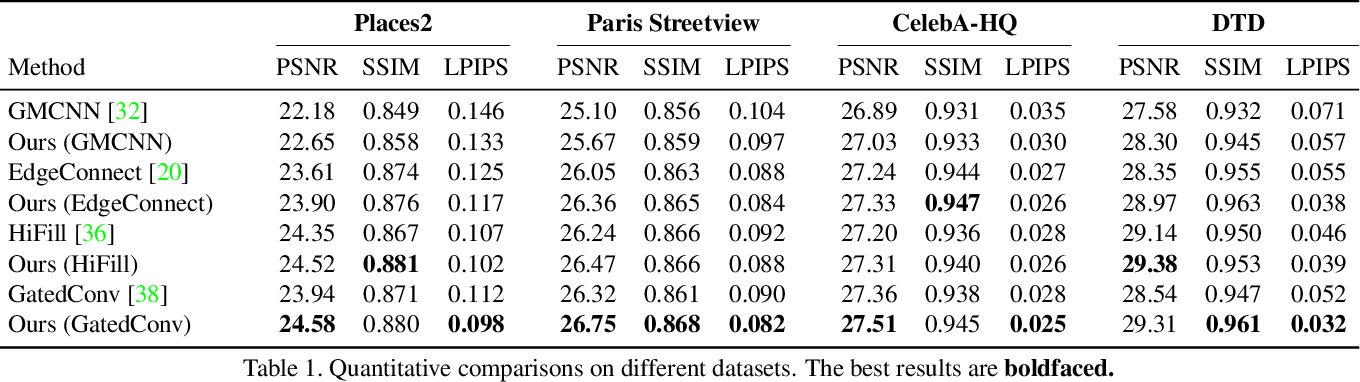 Places2 Paris Streetview CelebA-HQ DTD
Method PSNR SSIM LPIPS PSNR SSIM LPIPS PSNR SSIM LPIPS PSNR SSIM LPIPS
GMCNN [32] 22.18 0.849 0.146 25.10 0.856 0.104 26.89 0.931 0.035 27.58 0.932 0.071
Ours (GMCNN) 22.65 0.858 0.133 25.67 0.859 0.097 27.03 0.933 0.030 28.30 0.945 0.057
EdgeConnect [20] 23.61 0.874 0.125 26.05 0.863 0.088 27.24 0.944 0.027 28.35 0.955 0.055
Ours (EdgeConnect) 23.90 0.876 0.117 26.36 0.865 0.084 27.33 0.947 0.026 28.97 0.963 0.038
HiFill [36] 24.35 0.867 0.107 26.24 0.866 0.092 27.20 0.936 0.028 29.14 0.950 0.046
Ours (HiFill) 24.52 0.881 0.102 26.47 0.866 0.088 27.31 0.940 0.026 29.38 0.953 0.039
GatedConv [38] 23.94 0.871 0.112 26.32 0.861 0.090 27.36 0.938 0.028 28.54 0.947 0.052
Ours (GatedConv) 24.58 0.880 0.098 26.75 0.868 0.082 27.51 0.945 0.025 29.31 0.961 0.032
Table 1. Quantitative comparisons on different datasets. The best results are boldfaced.